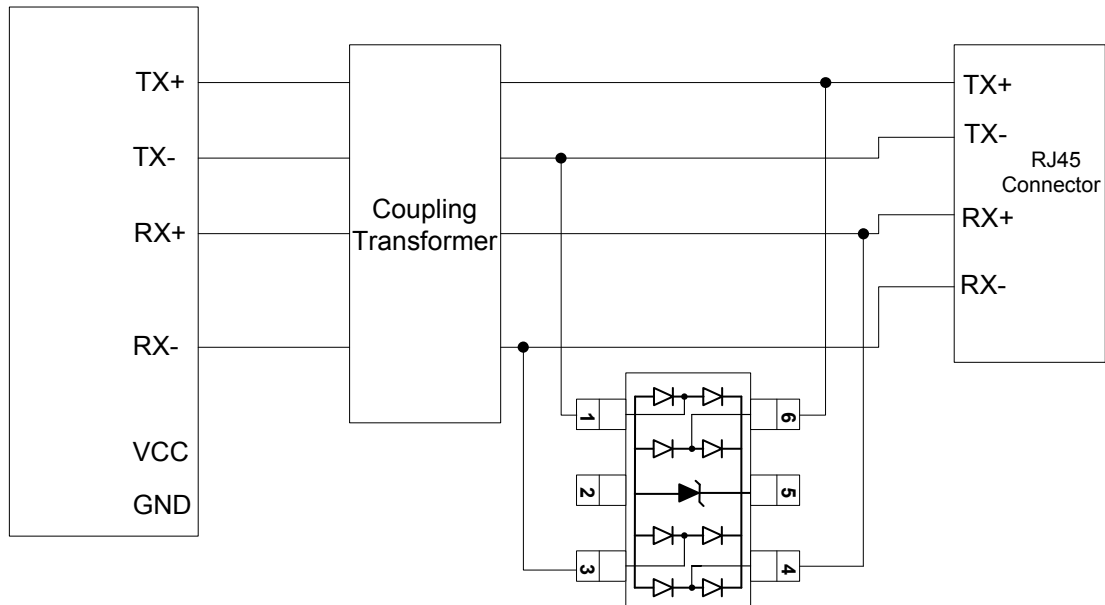 TX+
TX-
RX+
RX-
VCC
GND
Coupling
Transformer
TX+
TX-
RJ45
Connector
RX+
RX-
1
2
3
6
5
4